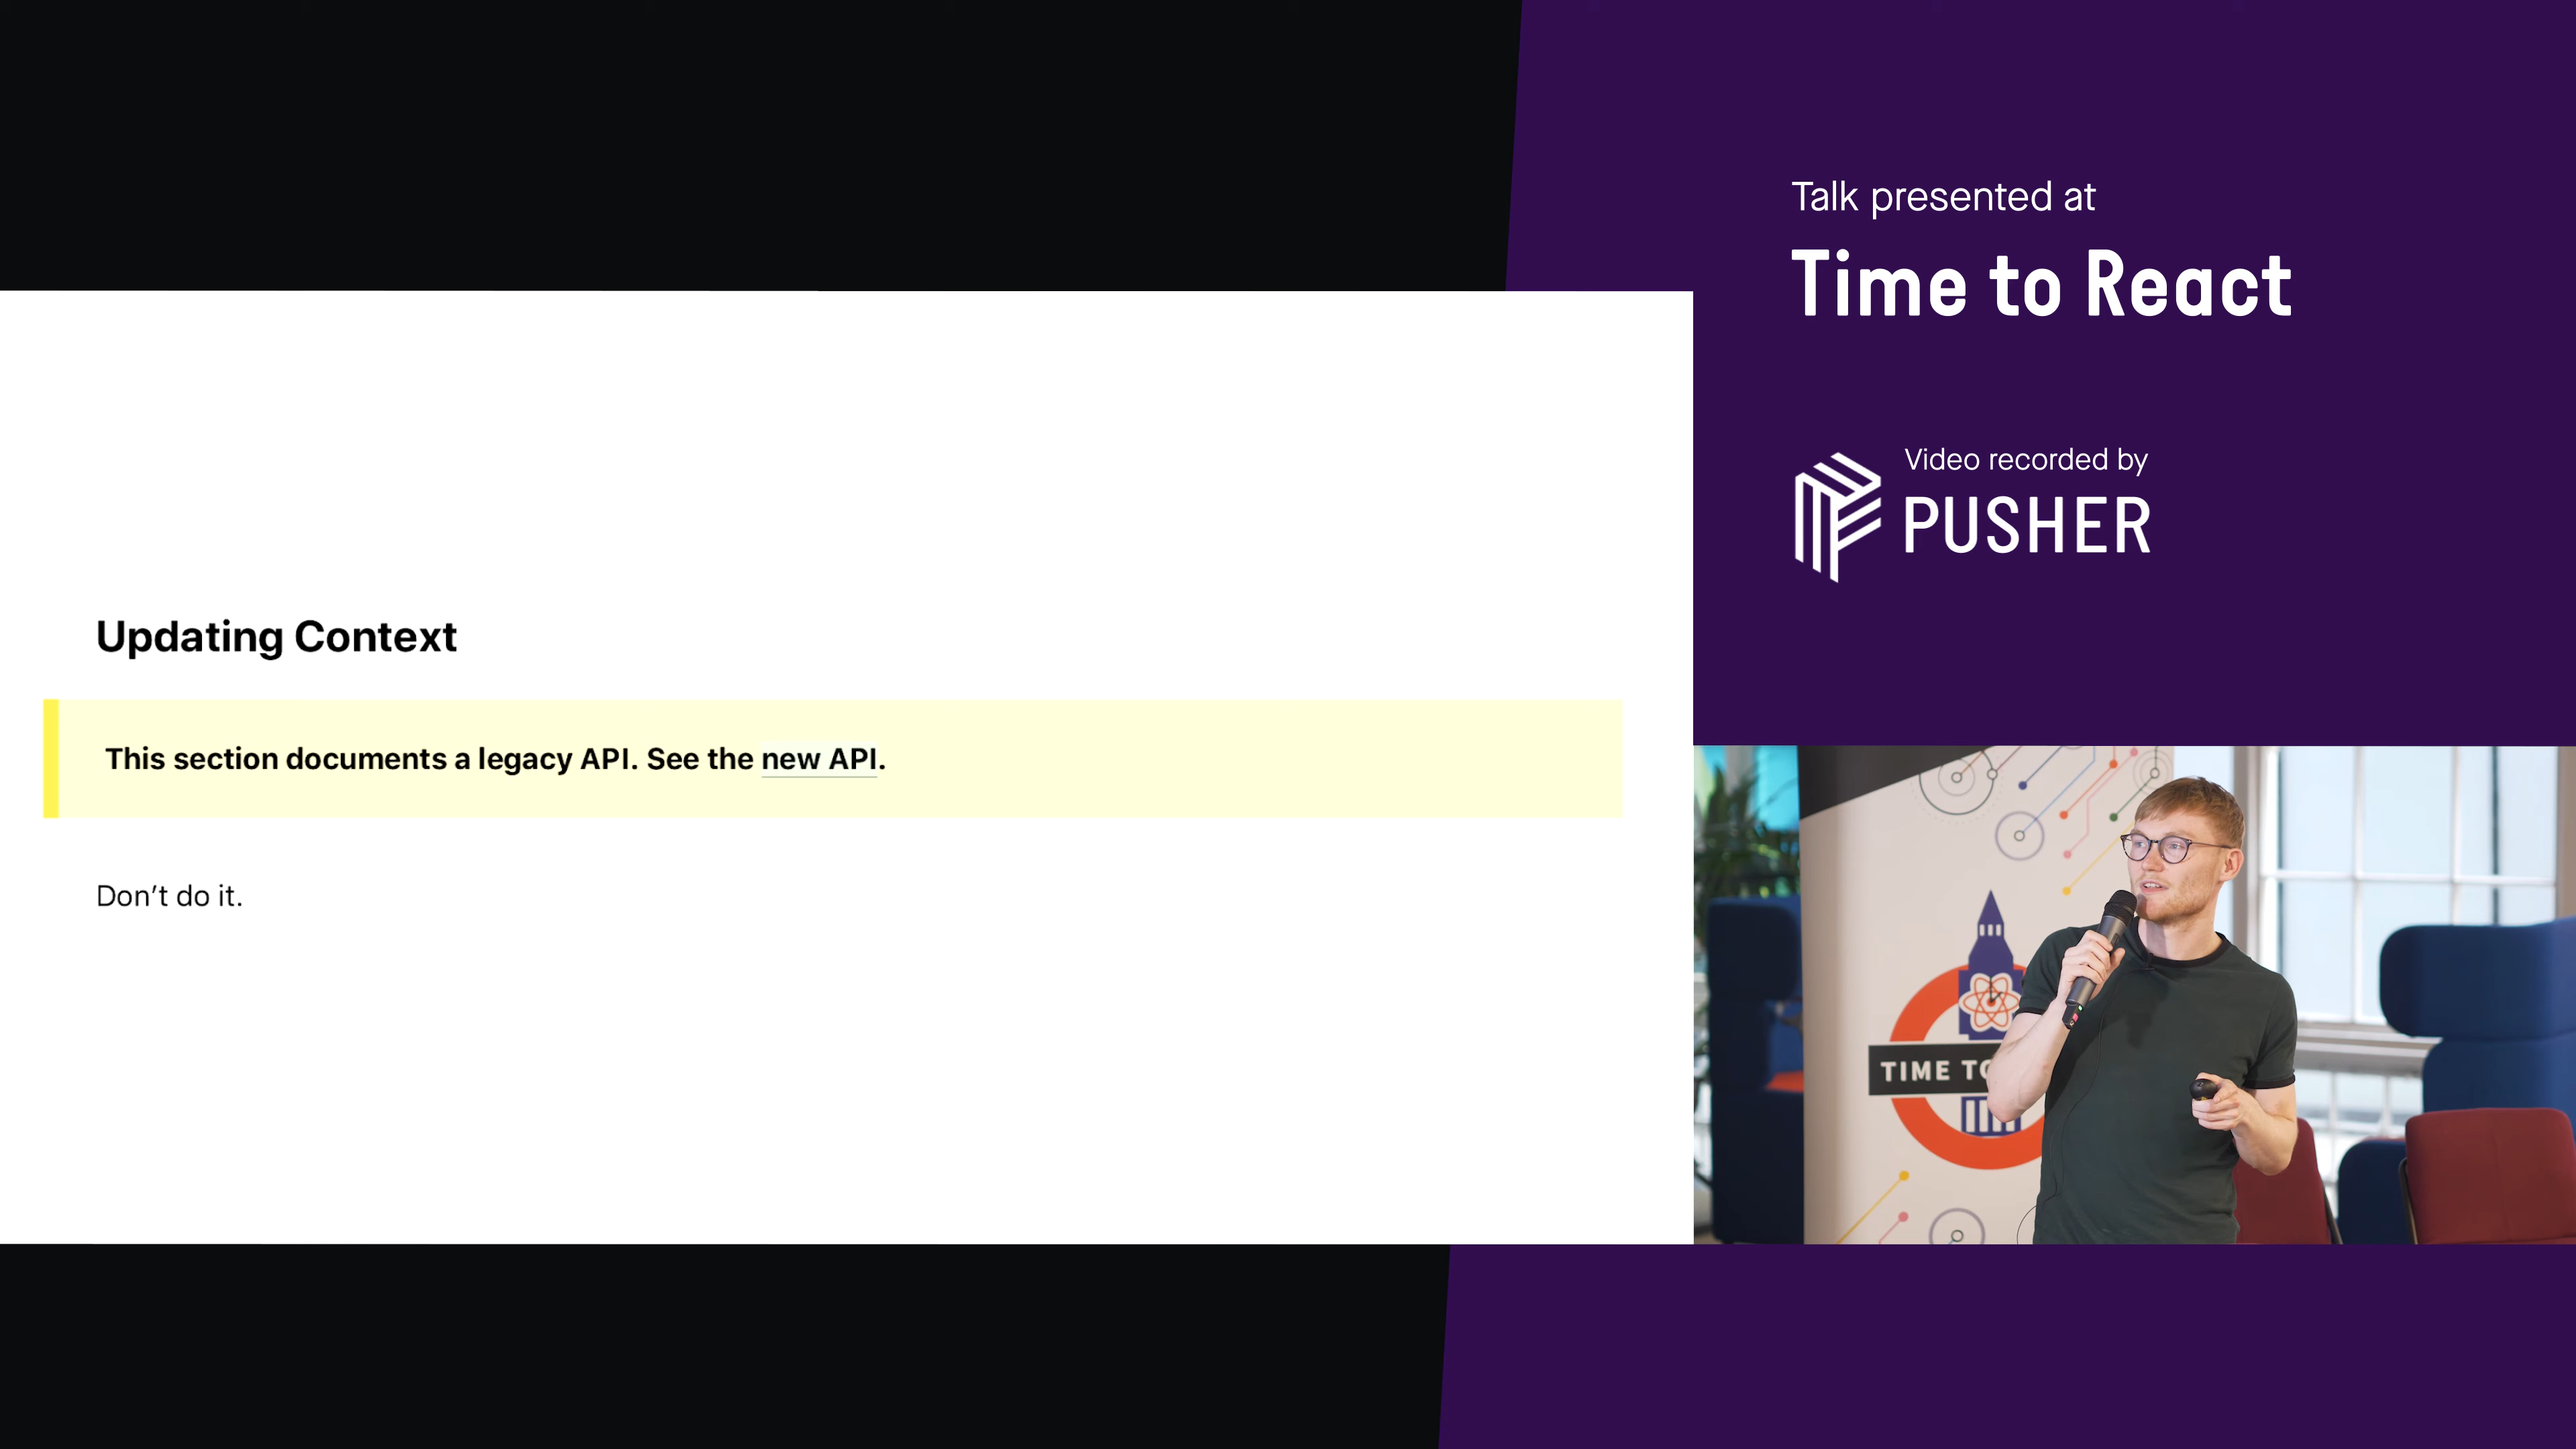 Talk presented at
Time to React
Video recorded by
PUSHER
Updating Context
This section documents a legacy API. See the new API.
Don't do it.
TIME TO